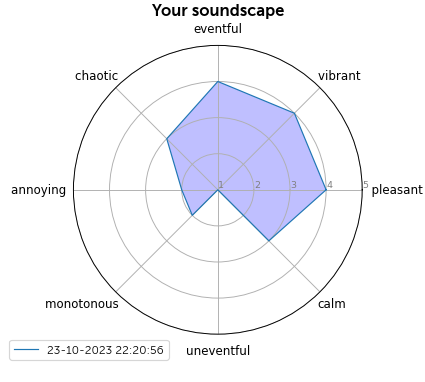 Your soundscape
eventful
chaotic
vibrant
annoying
1 2 3 4 5
pleasant
monotonous
calm
uneventful
23-10-2023 22:20:56